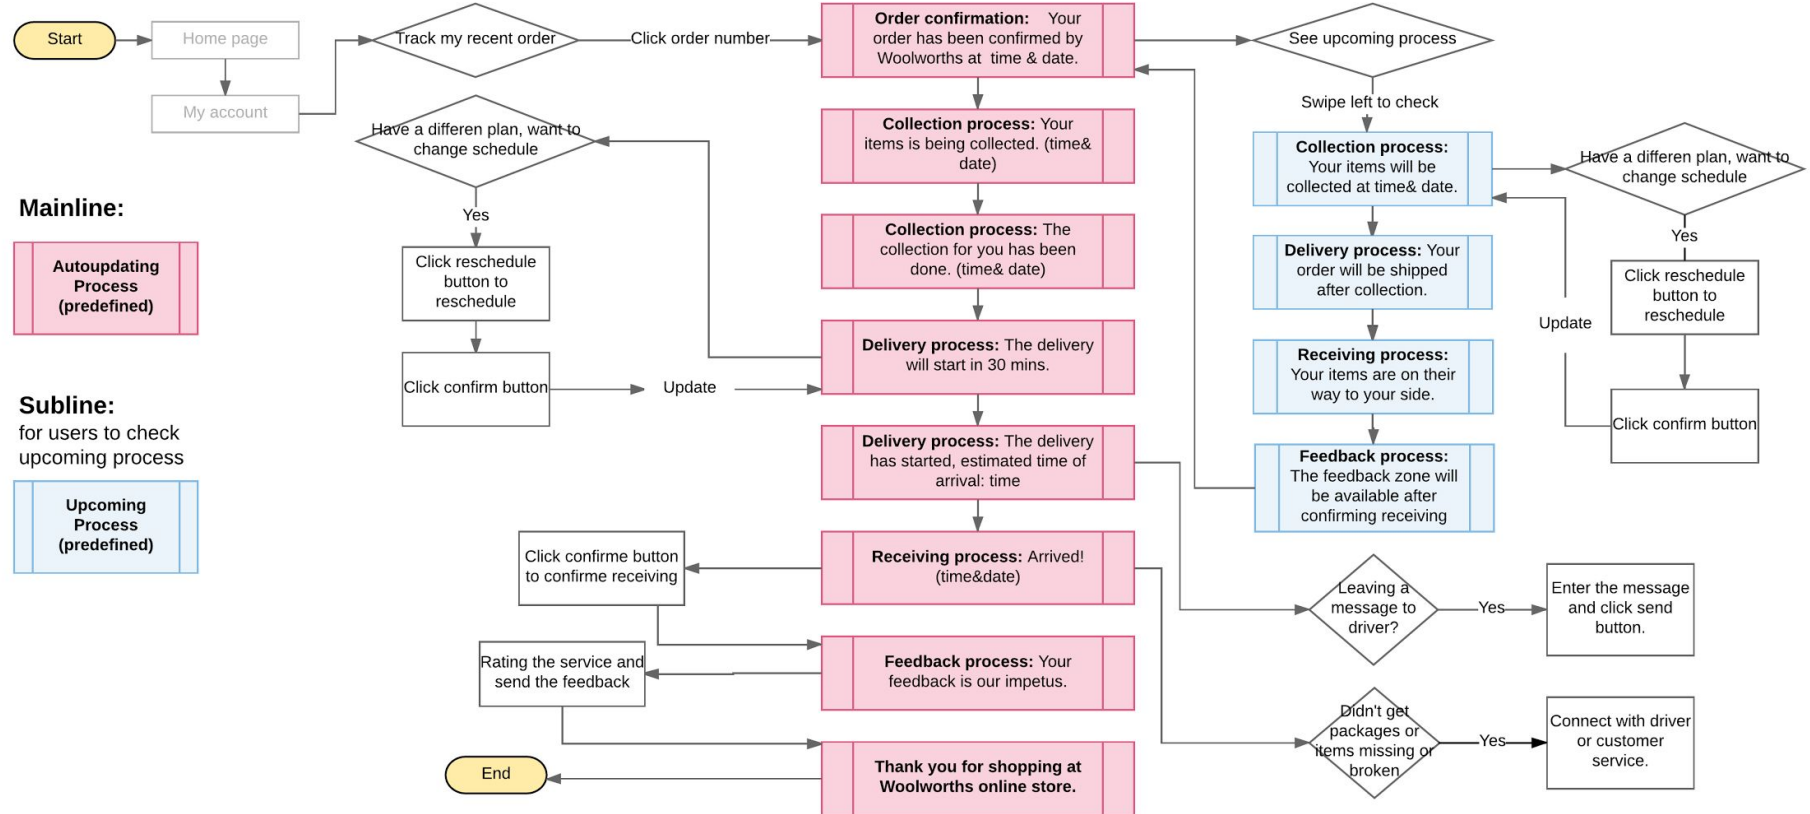 Start
Home page
My account
Track my recent order
Click order number
Order confirmation: Your
order has been confirmed by
Woolworths at time & date.
See upcoming process
Swipe left to check
Have a differen plan, want to
change schedule
Yes
Click reschedule
button to
reschedule
Click confirm button
Update
Mainline:
Autoupdating
Process
(predefined)
Subline:
for users to check
upcoming process
Upcoming
Process
(predefined)
Collection process: Your
items is being collected. (time&
date)
Collection process: The
collection for you has been
done. (time& date)
Delivery process: The delivery
will start in 30 mins.
Delivery process: The delivery
has started, estimated time of
arrival: time
Receiving process: Arrived!
(time&date)
Click confirme button
to confirme receiving
Feedback process: Your
feedback is our impetus.
Rating the service and
send the feedback
Thank you for shopping at
Woolworths online store.
End
Collection process:
Your items will be
collected at time& date.
Delivery process: Your
order will be shipped
after collection.
Receiving process:
Your items are on their
way to your side.
Feedback process:
The feedback zone will
be available after
confirming receiving
Have a differen plan, want to
change schedule
Yes
Click reschedule
button to
reschedule
Click confirm button
Update
Leaving a
message to
driver?
Yes
Enter the message
and click send
button.
Didn't get
packages or
items missing or
broken
Yes
Connect with driver
or customer
service.